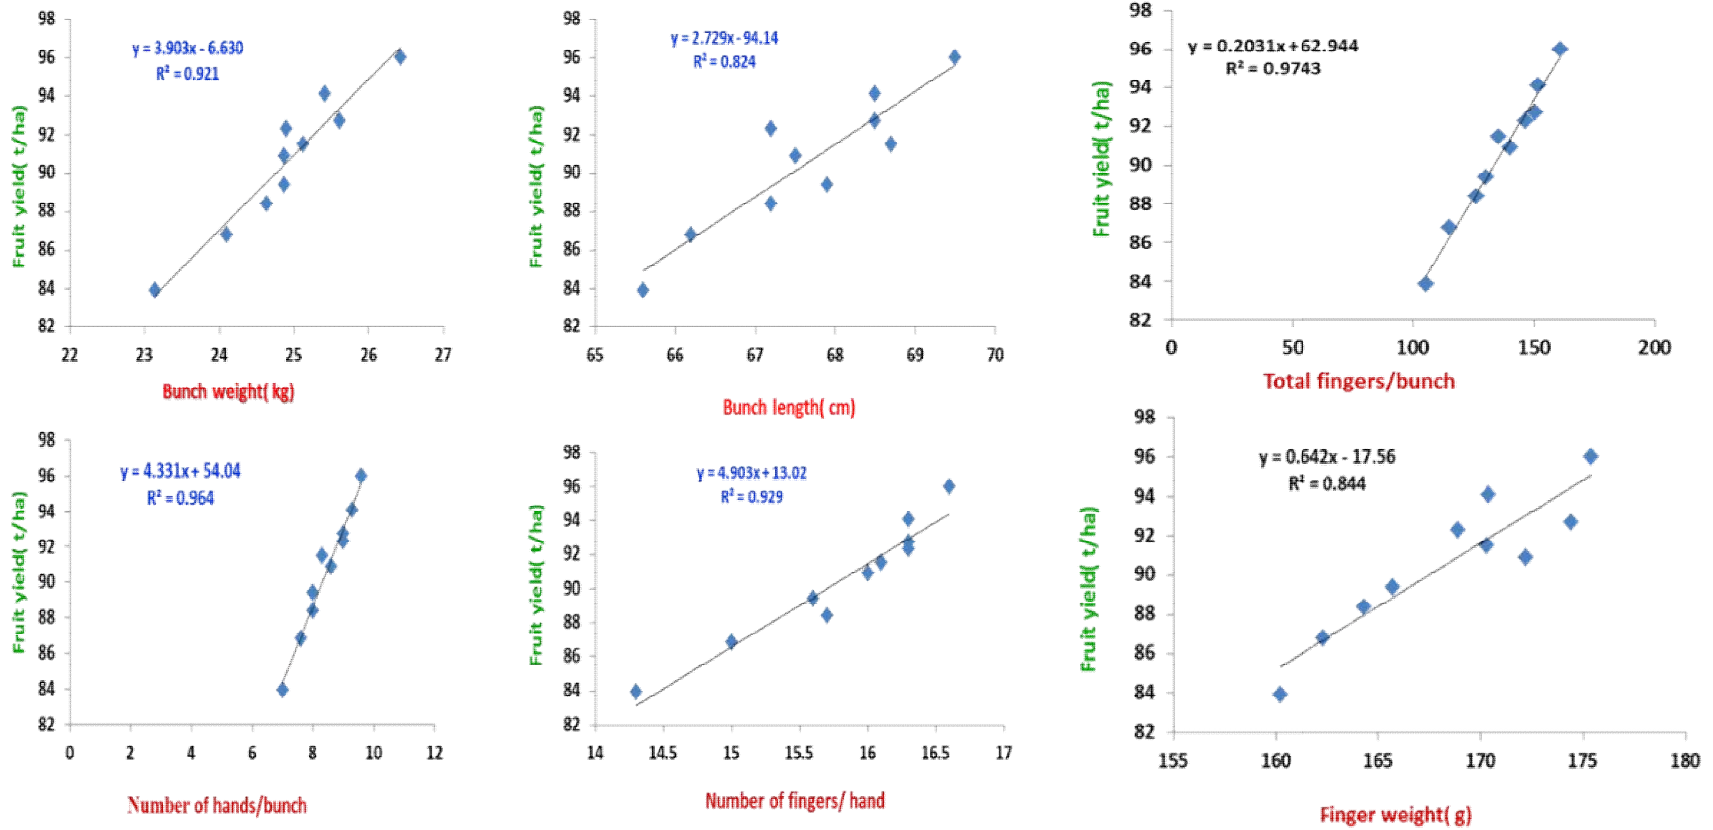 98
96
94
92
90
88
86
84
82
Fruit yield( t/ha)
y = 3.903x - 6.630
R² = 0.921
22 23 24 25 26 27
Bunch weight( kg)
98
96
94
92
90
88
86
84
82
Fruit yield( t/ha)
y = 2.729x - 94.14
R² = 0.824
65 66 67 68 69 70
Bunch length( cm)
98
96
94
92
90
88
86
84
82
Fruit yield( t/ha)
y = 0.2031x + 62.944
R² = 0.9743
0 50 100 150 200
Total fingers/bunch
98
96
94
92
90
88
86
84
82
Fruit yield( t/ha)
y = 4.331x + 54.04
R² = 0.964
0 2 4 6 8 10 12
Number of hands/bunch
98
96
94
92
90
88
86
84
82
Fruit yield( t/ha)
y = 4.903x + 13.02
R² = 0.929
14 14.5 15 15.5 16 16.5 17
Number of fingers/ hand
98
96
94
92
90
88
86
84
82
Fruit yield( t/ha)
y = 0.642x - 17.56
R² = 0.844
155 160 165 170 175 180
Finger weight( g)